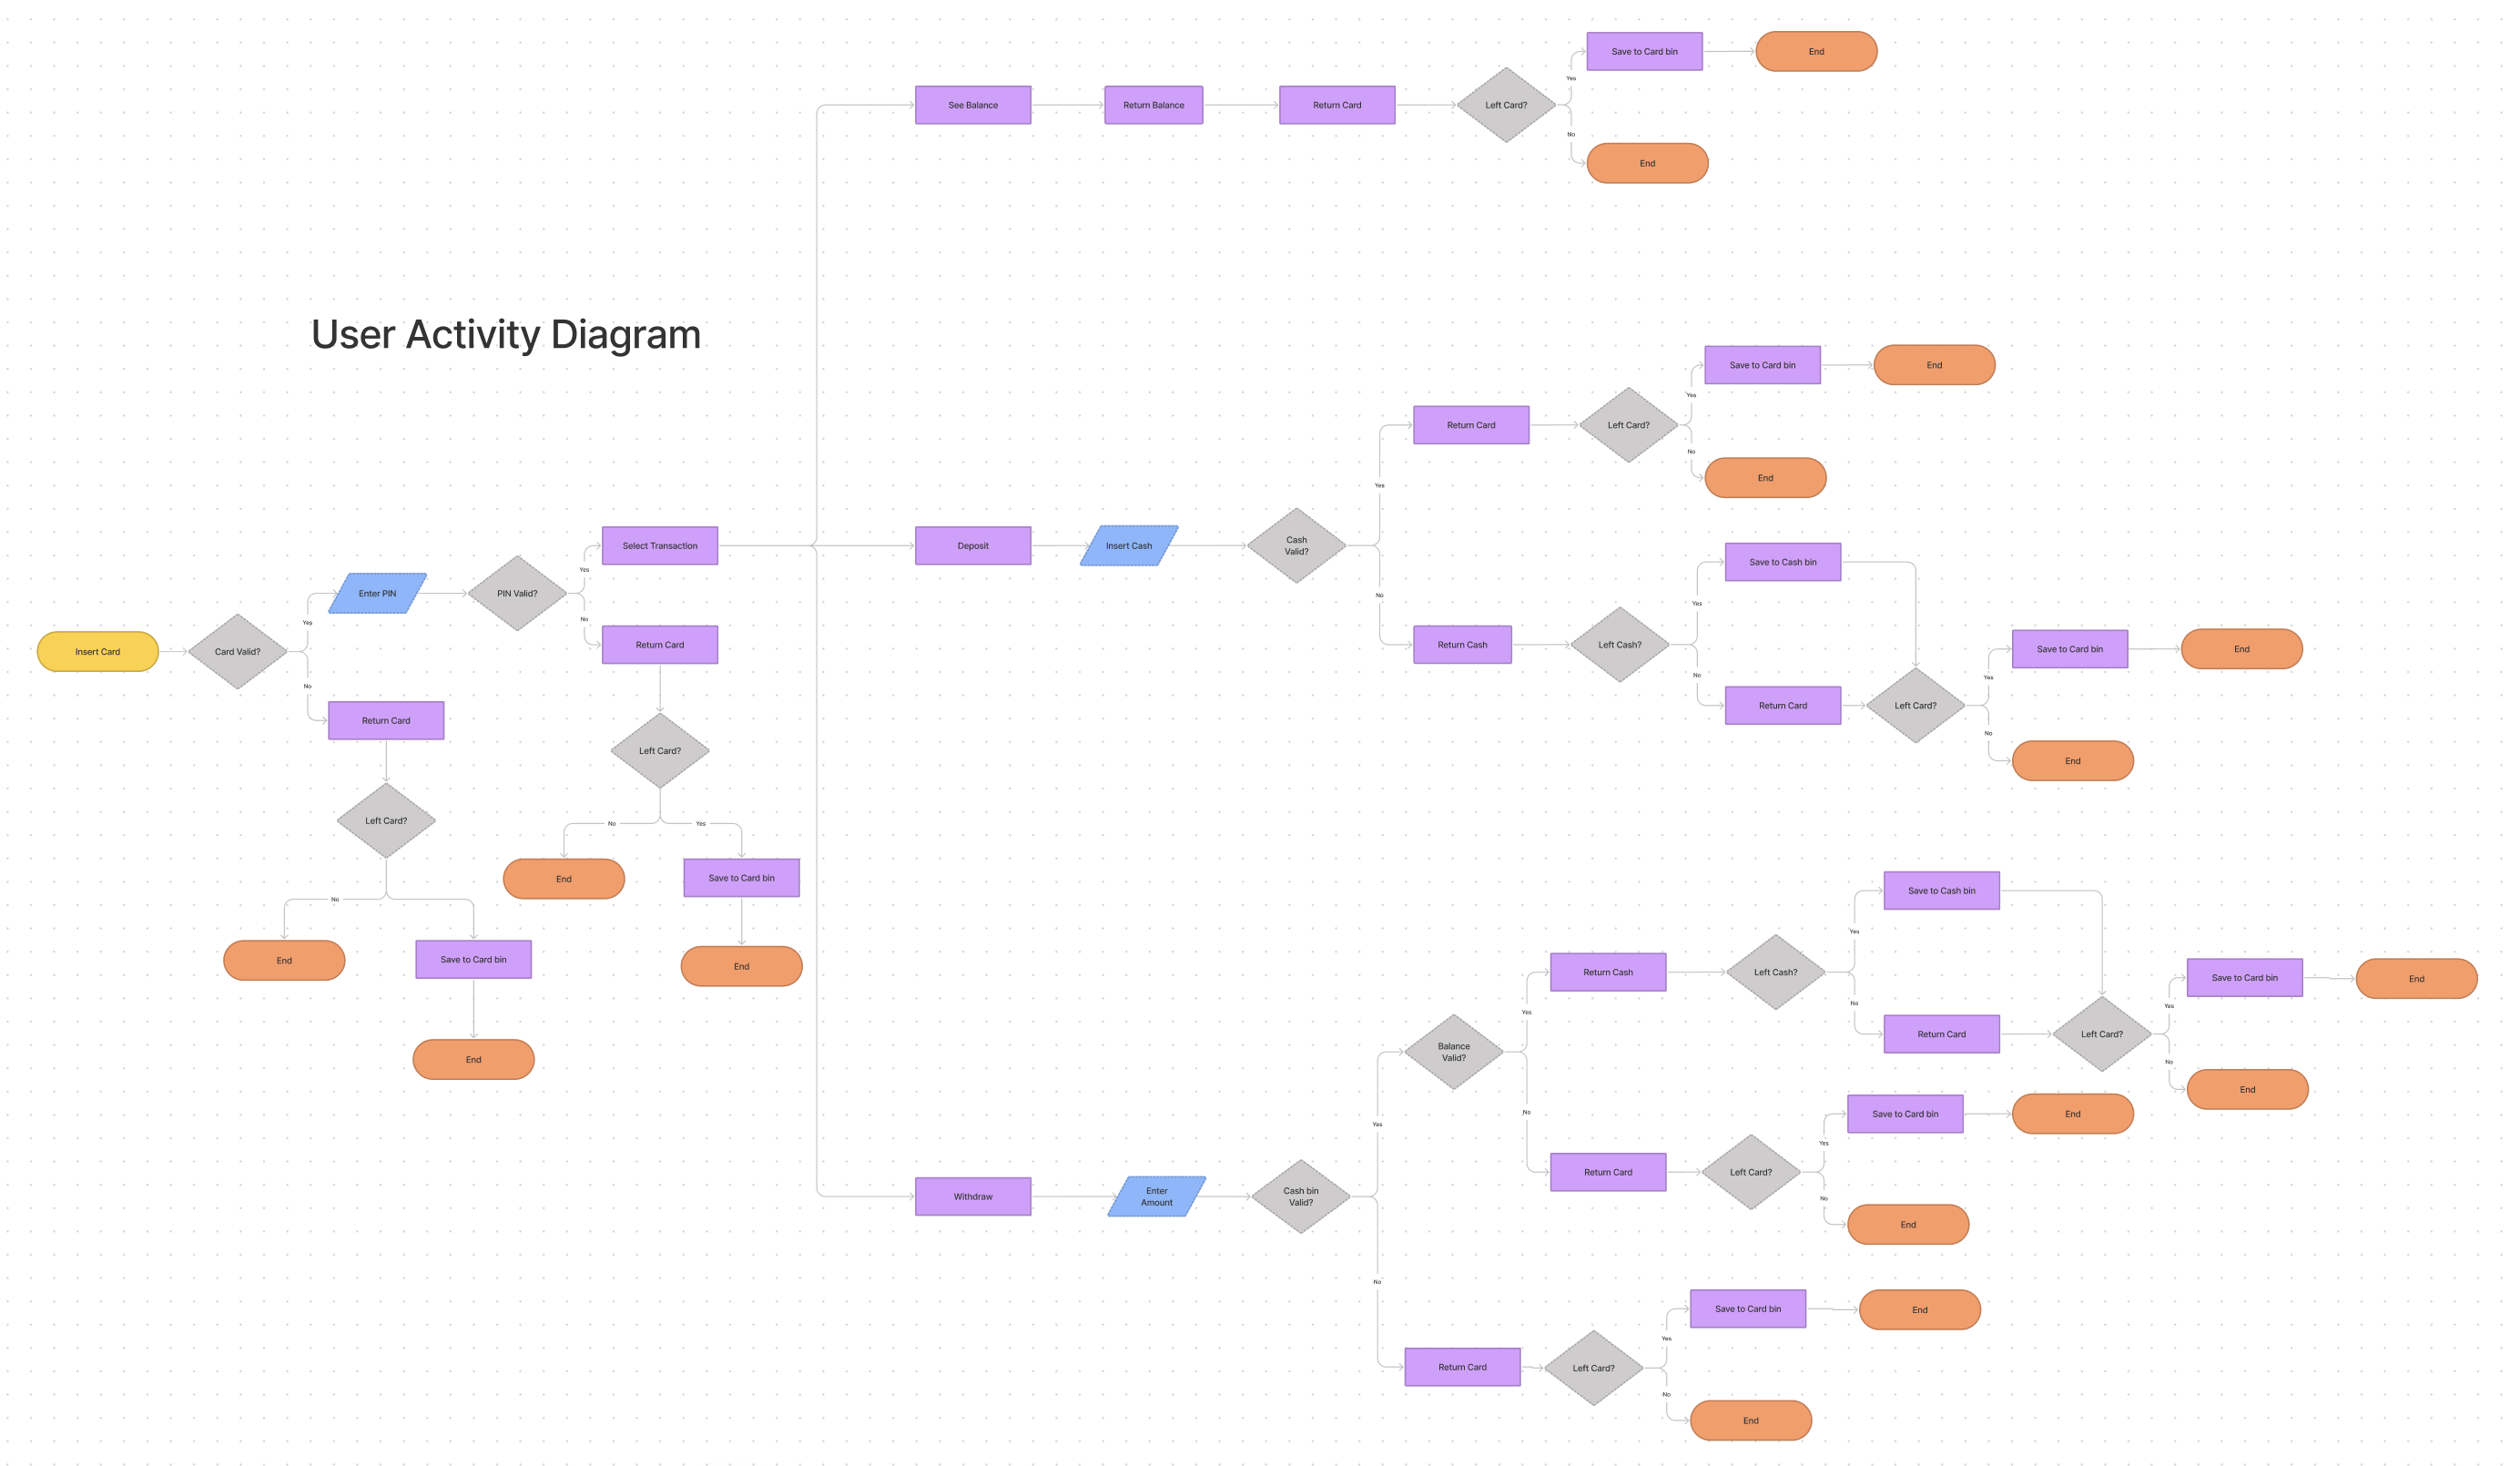 Save to Card bin
End
Yes
See Balance
Return Balance
Return Card
Left Card?
No
End
User Activity Diagram
Save to Card bin
End
Yes
Return Card
Left Card?
No
End
Yes
Select Transaction
Deposit
Insert Cash
Cash
Valid?
Save to Cash bin
Yes
Enter PIN
PIN Valid?
No
Yes
Yes
No
Return Card
Return Cash
Left Cash?
Insert Card
Card Valid?
Save to Card bin
End
No
Yes
No
Return Card
Return Card
Left Card?
No
End
Left Card?
Left Card?
No
Yes
End
Save to Card bin
No
End
Save to Card bin
End
End
Save to Cash bin
Yes
Return Cash
Left Cash?
Save to Card bin
End
No
Yes
Yes
Return Card
Left Card?
Balance
Valid?
No
End
No
Save to Card bin
End
Yes
Yes
Return Card
Left Card?
No
End
Withdraw
Enter
Amount
Cash bin
Valid?
No
Save to Card bin
End
Yes
Return Card
Left Card?
No
End